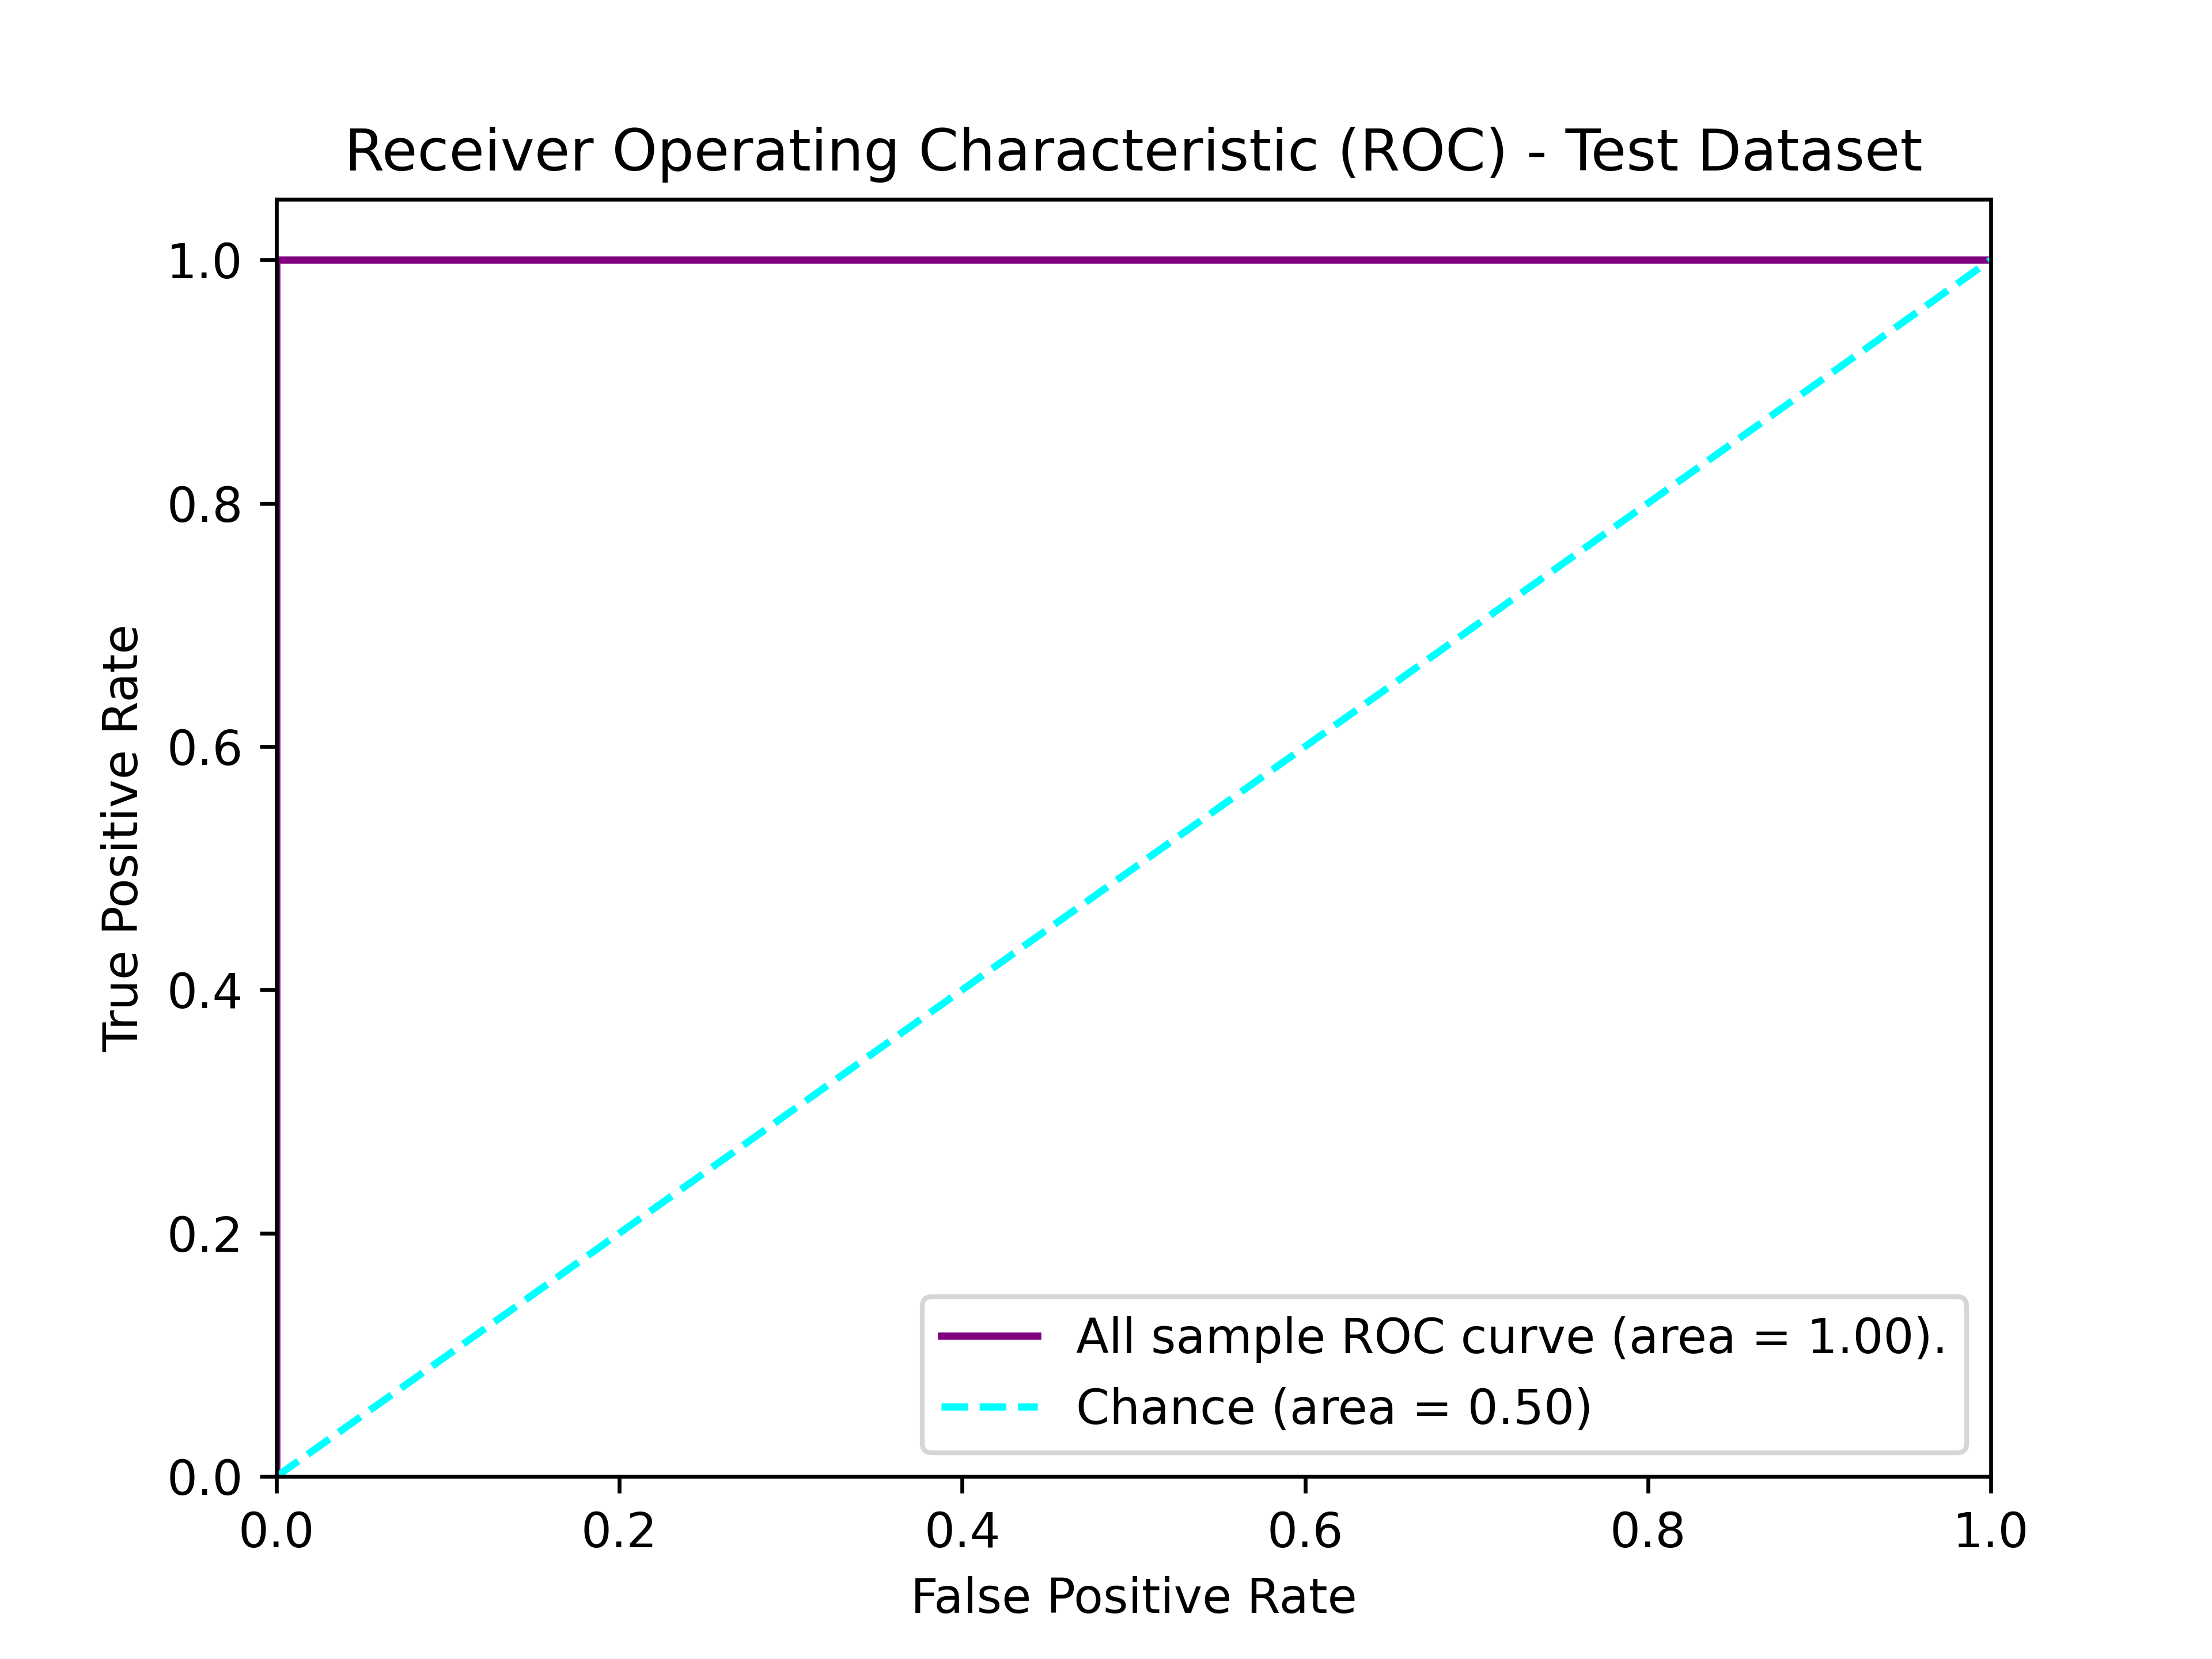 Receiver Operating Characteristic (ROC) - Test Dataset
1.0
0.8
0.6
0.4
0.2
0.0
True Positive Rate
All sample ROC curve (area = 1.00).
Chance (area = 0.50)
0.0 0.2 0.4 0.6 0.8 1.0
False Positive Rate